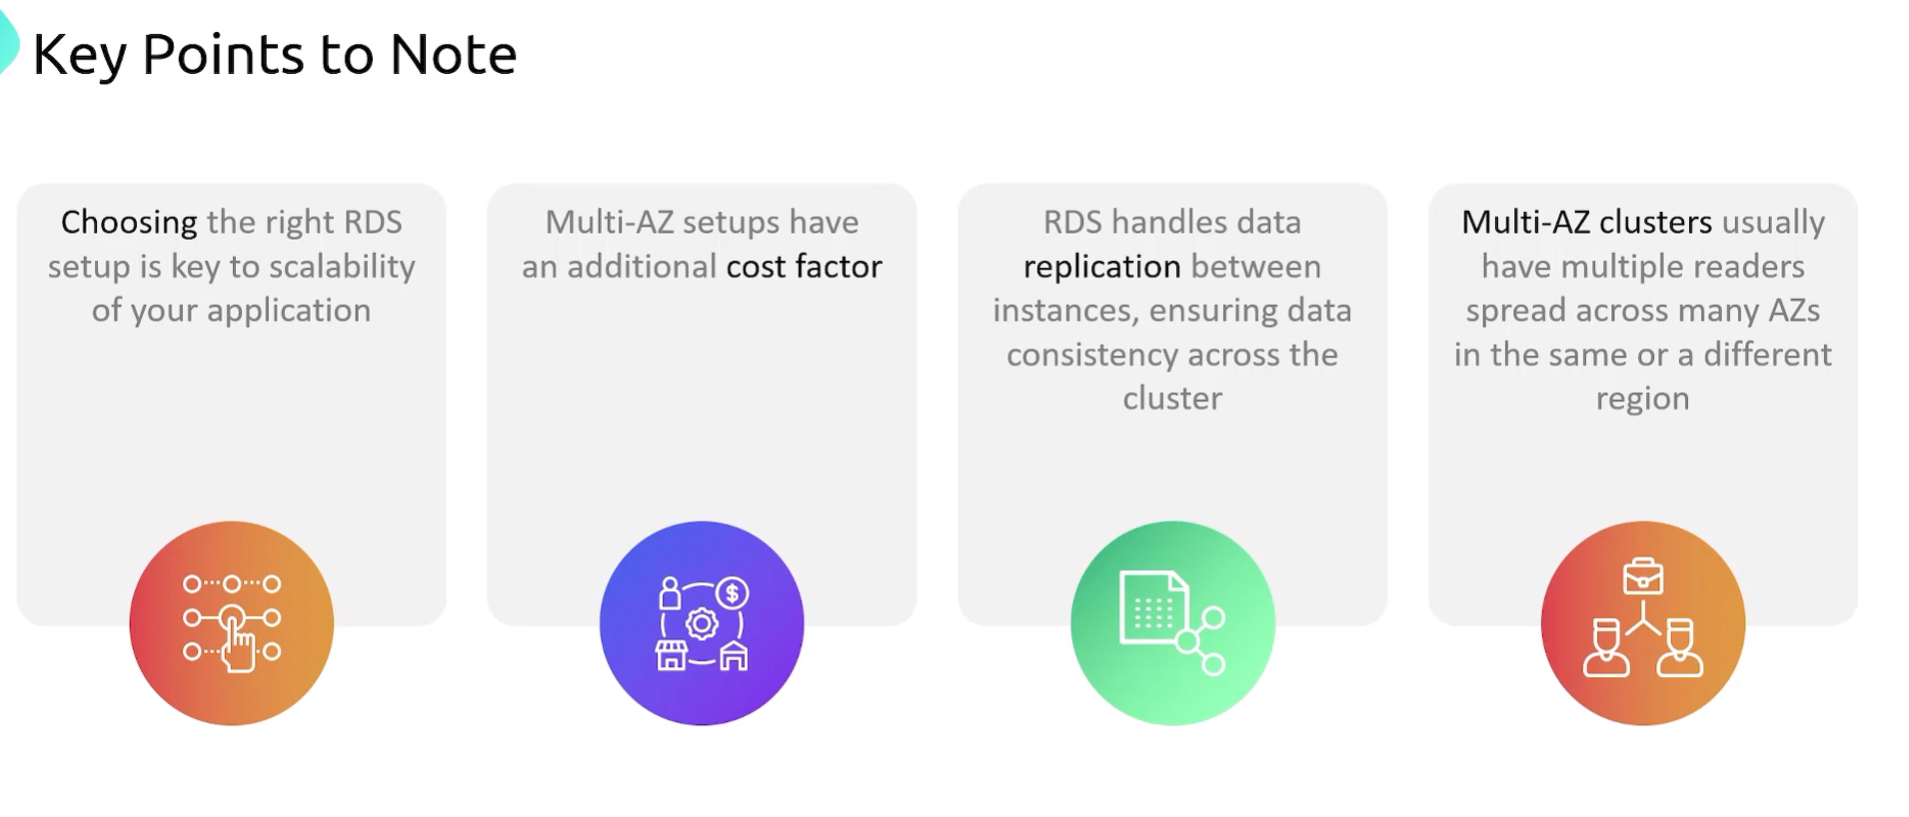 Key Points to Note
Choosing the right RDS
setup is key to scalability
of your application
Multi-AZ setups have
an additional cost factor
RDS handles data
replication between
instances, ensuring data
consistency across the
cluster
Multi-AZ clusters usually
have multiple readers
spread across many AZs
in the same or a different
region
$